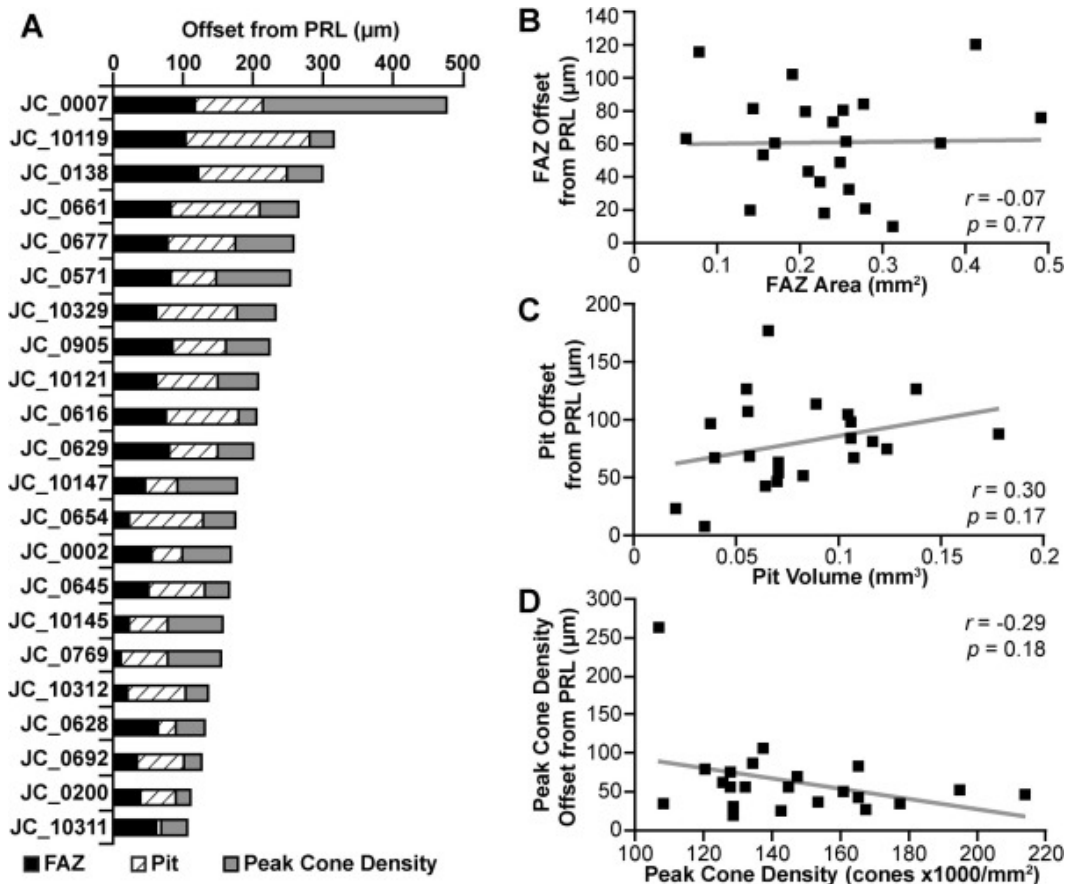 A
Offset from PRL (µm)
0 100 200 300 400 500
JC_0007
JC_10119
JC_0138
JC_0661
JC_0677
JC_0571
JC_10329
JC_0905
JC_10121
JC_0616
JC_0629
JC_10147
JC_0654
JC_0002
JC_0645
JC_10145
JC_0769
JC_10312
JC_0628
JC_0692
JC_0200
JC_10311
FAZ Pit Peak Cone Density
B
FAZ Offset
from PRL (µm)
140
120
100
80
60
40
20
0
r = -0.07
p = 0.77
0 0.1 0.2 0.3 0.4 0.5
FAZ Area (mm²)
C
Pit Offset
from PRL (µm)
200
150
100
50
0
r = 0.30
p = 0.17
0.05 0.1 0.15 0.2
Pit Volume (mm³)
D
Peak Cone Density
Offset from PRL (µm)
300
250
200
150
100
50
0
r = -0.29
p = 0.18
100 120 140 160 180 200 220
Peak Cone Density (cones x1000/mm²)